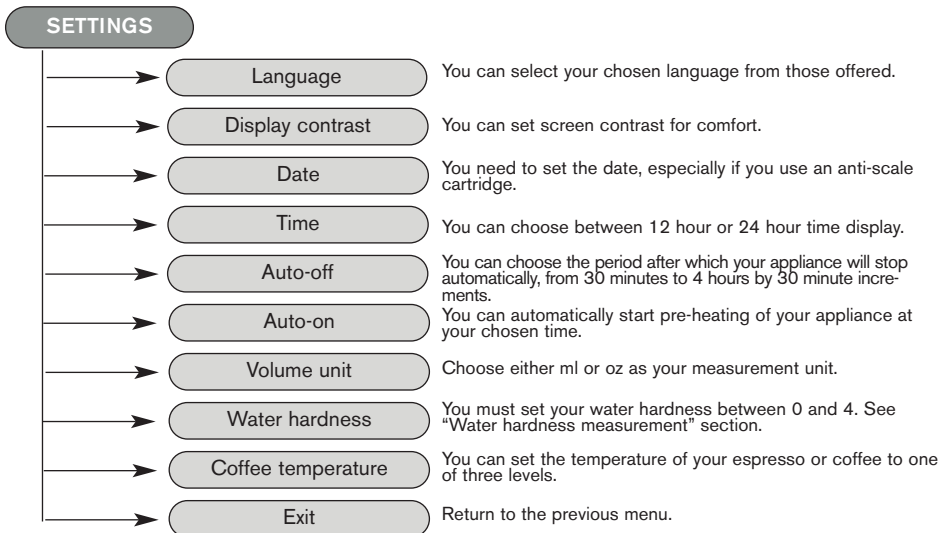 SETTINGS
Language
You can select your chosen language from those offered.
Display contrast
You can set screen contrast for comfort.
Date
You need to set the date, especially if you use an anti-scale
cartridge.
Time
You can choose between 12 hour or 24 hour time display.
Auto-off
You can choose the period after which your appliance will stop
automatically, from 30 minutes to 4 hours by 30 minute incre-
ments.
Auto-on
You can automatically start pre-heating of your appliance at
your chosen time.
Volume unit
Choose either ml or oz as your measurement unit.
Water hardness
You must set your water hardness between 0 and 4. See
“Water hardness measurement” section.
Coffee temperature
You can set the temperature of your espresso or coffee to one
of three levels.
Exit
Return to the previous menu.